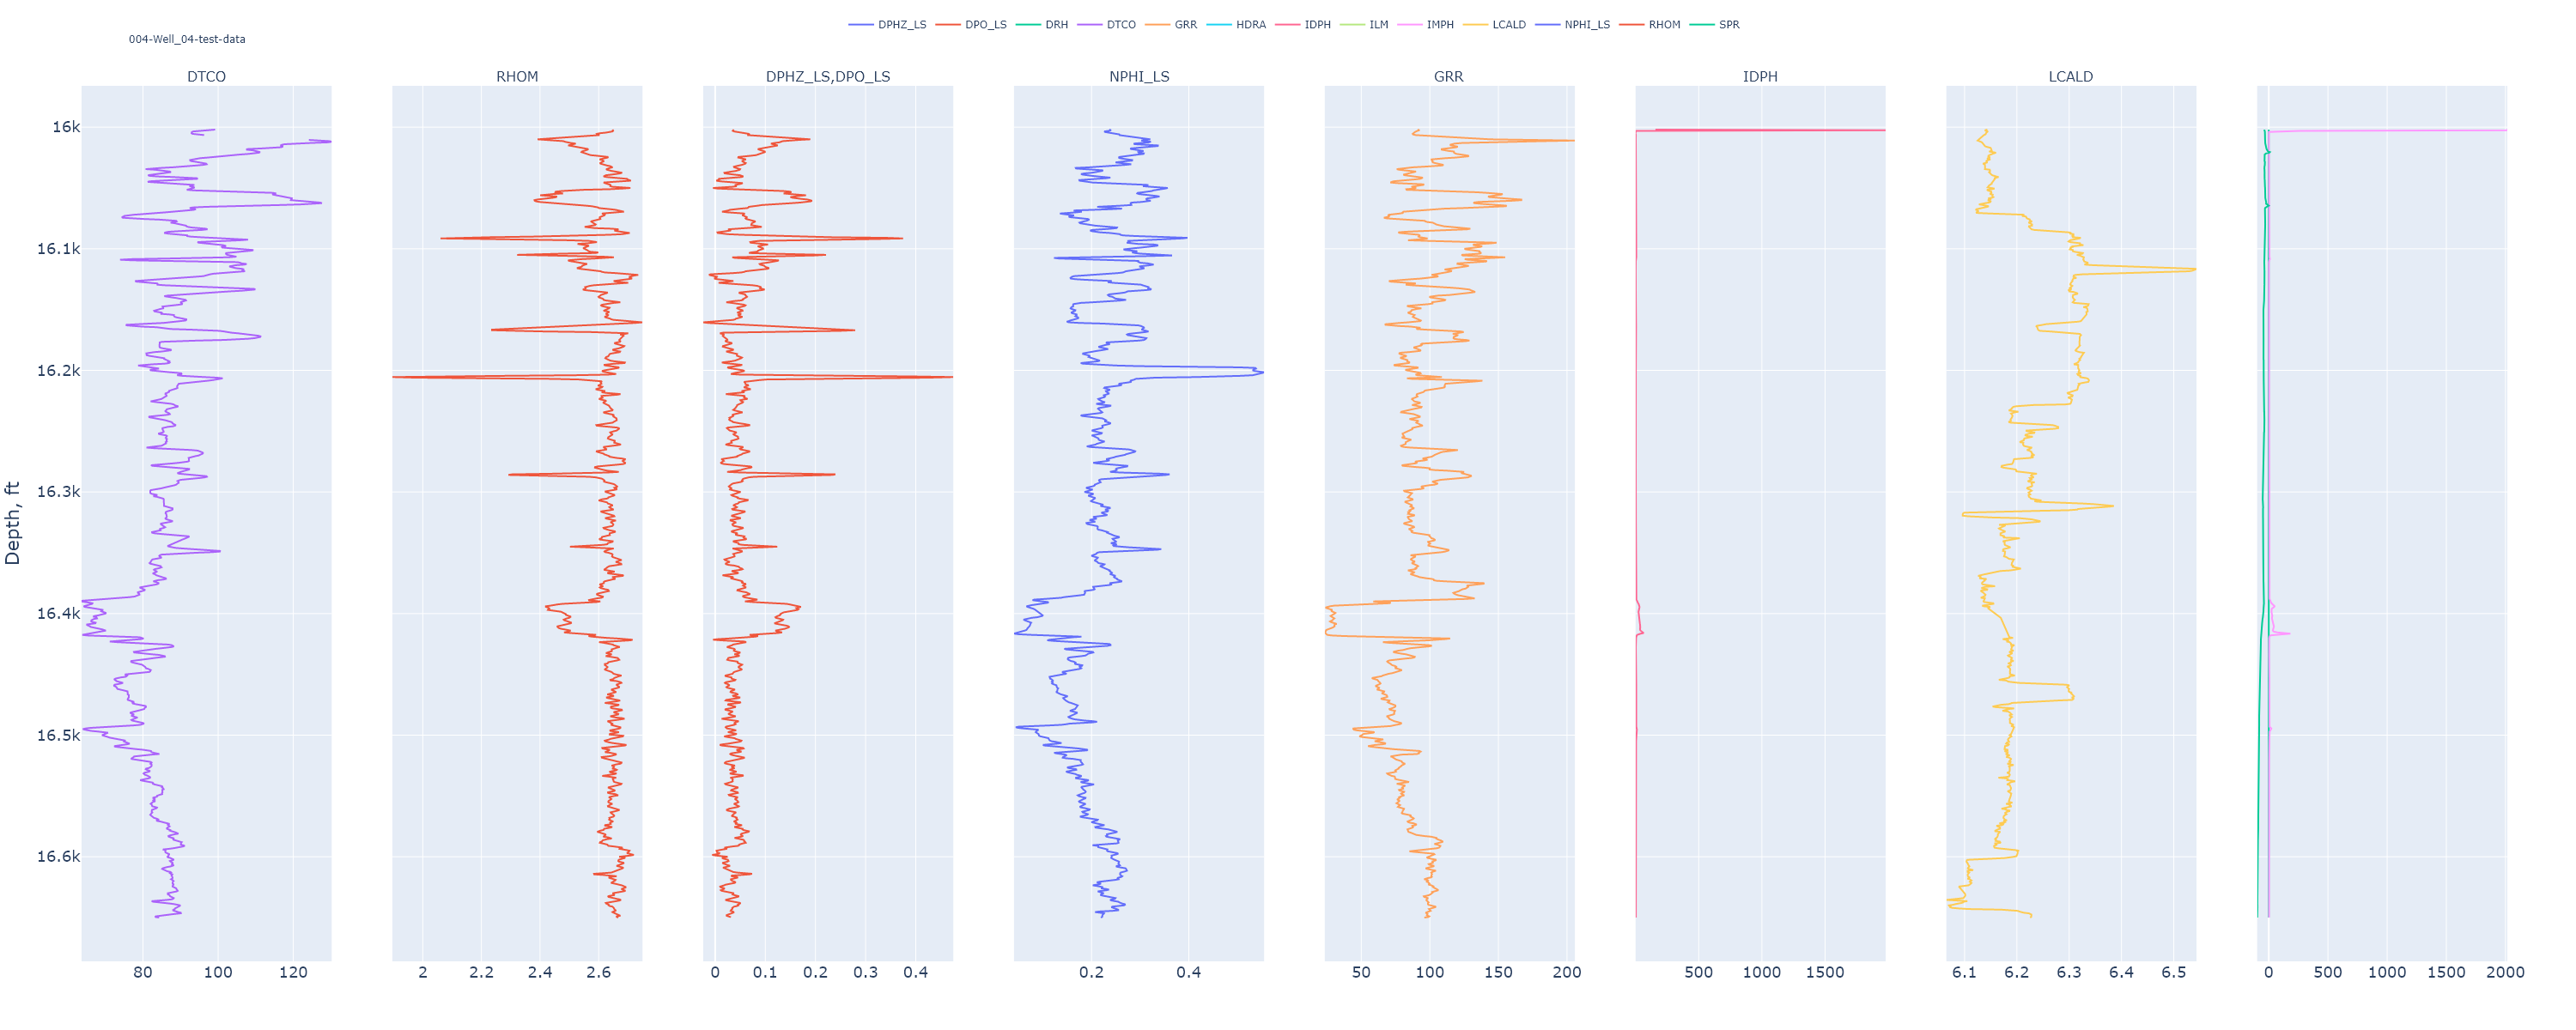 DPHZ_LS DPO_LS DRH DTCO GRR HDRA IDPH ILM IMPH LCALD NPHI_LS RHOM SPR
004-Well_04-test-data
DTCO RHOM DPHZ_LS,DPO_LS NPHI_LS GRR IDPH LCALD
16k
16.1k
16.2k
16.3k
16.4k
16.5k
16.6k
Depth, ft
80 100 120 2 2.2 2.4 2.6 0 0.1 0.2 0.3 0.4 0.2 0.4 50 100 150 200 500 1000 1500 6.1 6.2 6.3 6.4 6.5 0 500 1000 1500 2000